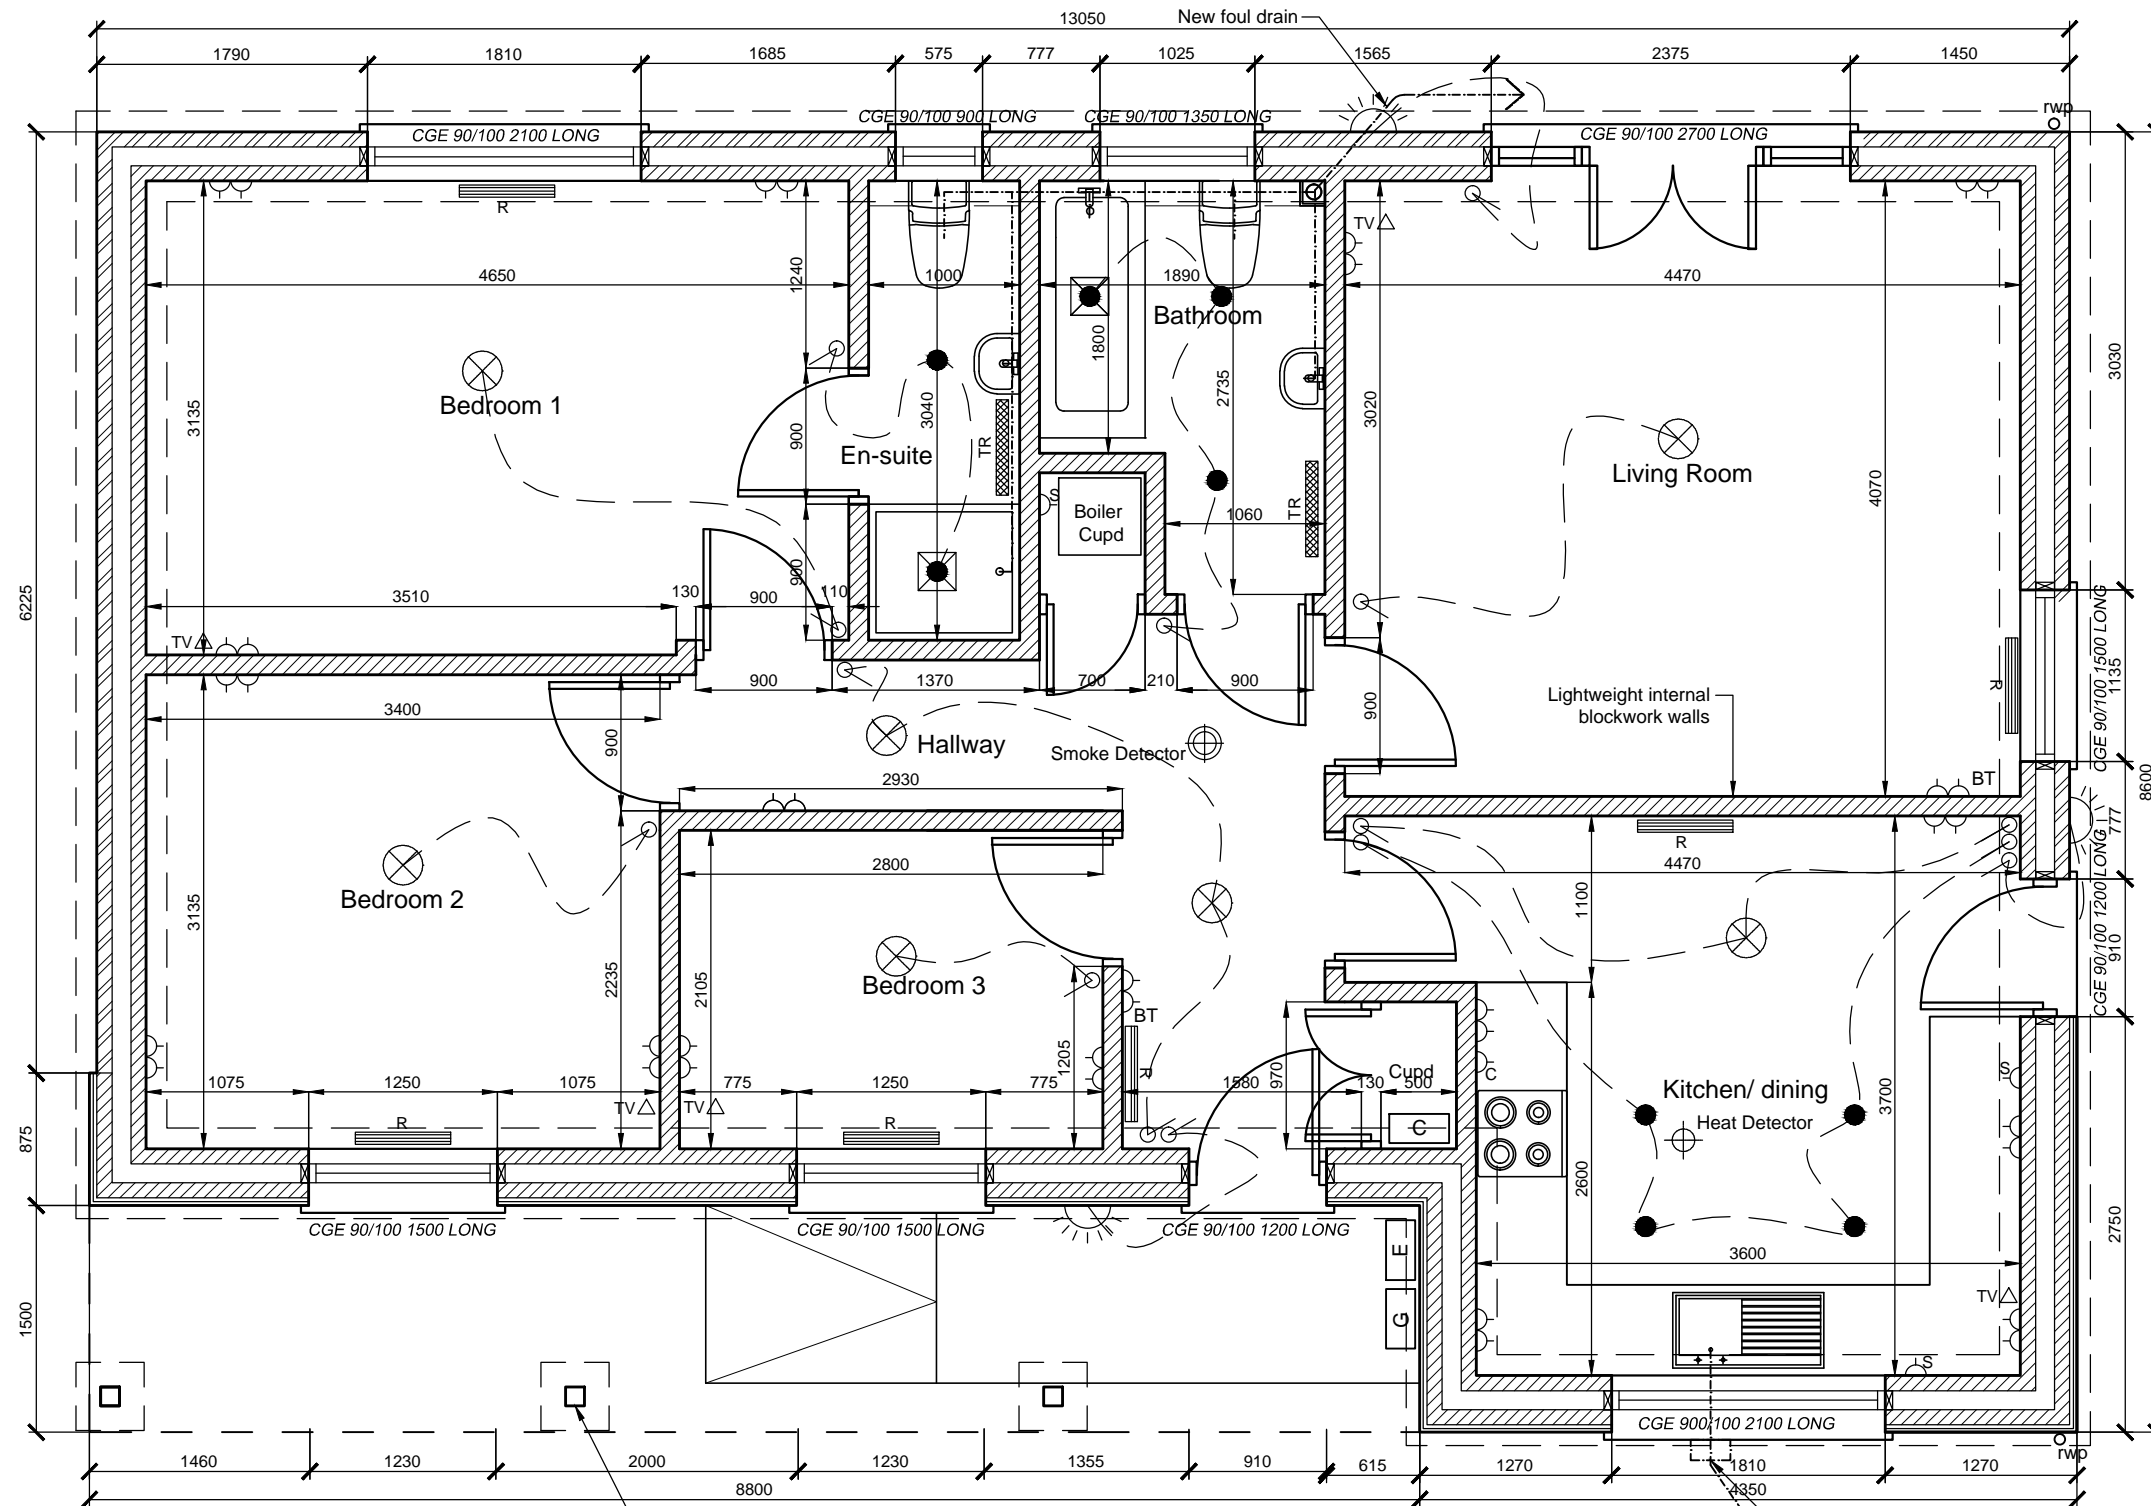 New foul drain
13050
1790
1810
1685
575
777
1025
1565
2375
1450
rwp
CGE 90/100 2100 LONG
CGE 90/100 900 LONG
CGE 90/100 1350 LONG
CGE 90/100 2700 LONG
R
TV
4650
1240
1000
1890
4470
Bathroom
1800
2735
3020
3030
3135
3040
Bedroom 1
900
En-suite
TR
S
Boiler
Cupd
1060
TR
Living Room
4070
6225
3510
130
900
900
110
TV
900
1370
700
210
900
900
3400
900
Hallway
Smoke Detector
Lightweight internal
blockwork walls
R
CGE 90/100 1500 LONG
1135
8600
2930
BT
777
2800
R
4470
Bedroom 2
3135
2235
2105
Bedroom 3
1100
CGE 90/100 1200 LONG
910
BT
1205
R
970
Cupd
C
S
1075
1250
1075
775
1250
775
1580
130
500
TV
TV
R
R
C
Kitchen/ dining
Heat Detector
3700
2600
875
CGE 90/100 1500 LONG
CGE 90/100 1500 LONG
CGE 90/100 1200 LONG
E
G
3600
2750
1500
TV
S
CGE 900/100 2100 LONG
rwp
1460
1230
2000
1230
1355
910
615
1270
1810
1270
8800
4350